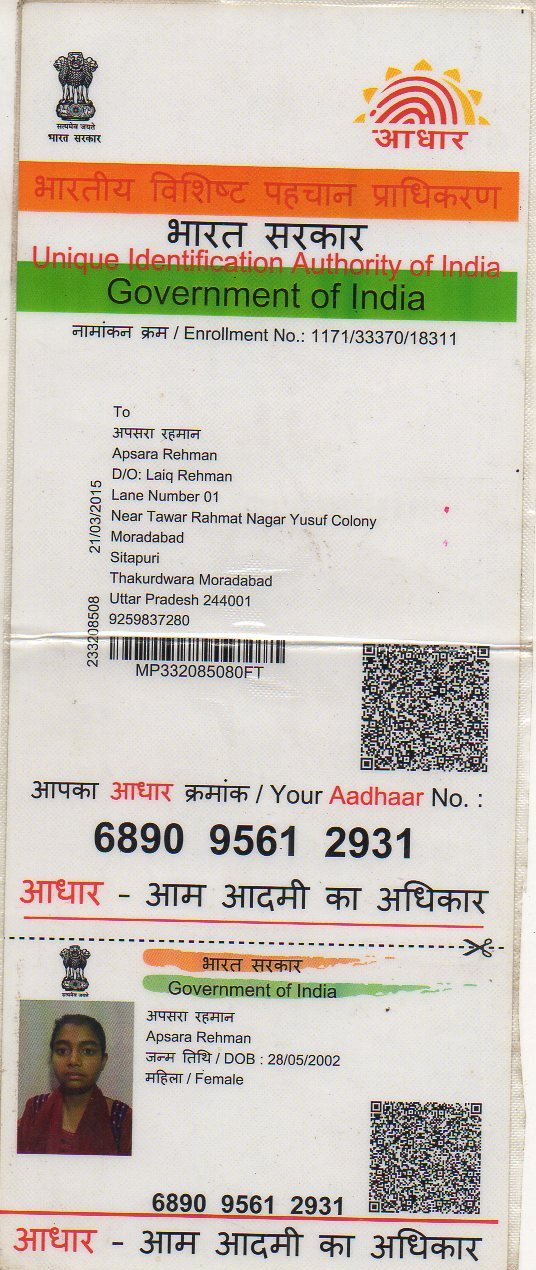 सत्यमेव जयते
भारत सरकार
आधार
भारतीय विशिष्ट पहचान प्राधिकरण
भारत सरकार
Unique Identification Authority of India
Government of India
नामांकन क्रम / Enrollment No.: 1171/33370/18311
To
अपसरा रहमान
Apsara Rehman
D/O: Laiq Rehman
Lane Number 01
Near Tawar Rahmat Nagar Yusuf Colony
Moradabad
Sitapuri
Thakurdwara Moradabad
Uttar Pradesh 244001
9259837280
21/03/2015
233208508
MP332085080FT
आपका आधार क्रमांक / Your Aadhaar No. :
6890 9561 2931
आधार - आम आदमी का अधिकार
सत्यमेव जयते
भारत सरकार
Government of India
अपसरा रहमान
Apsara Rehman
जन्म तिथि / DOB : 28/05/2002
महिला / Female
6890 9561 2931
आधार - आम आदमी का अधिकार